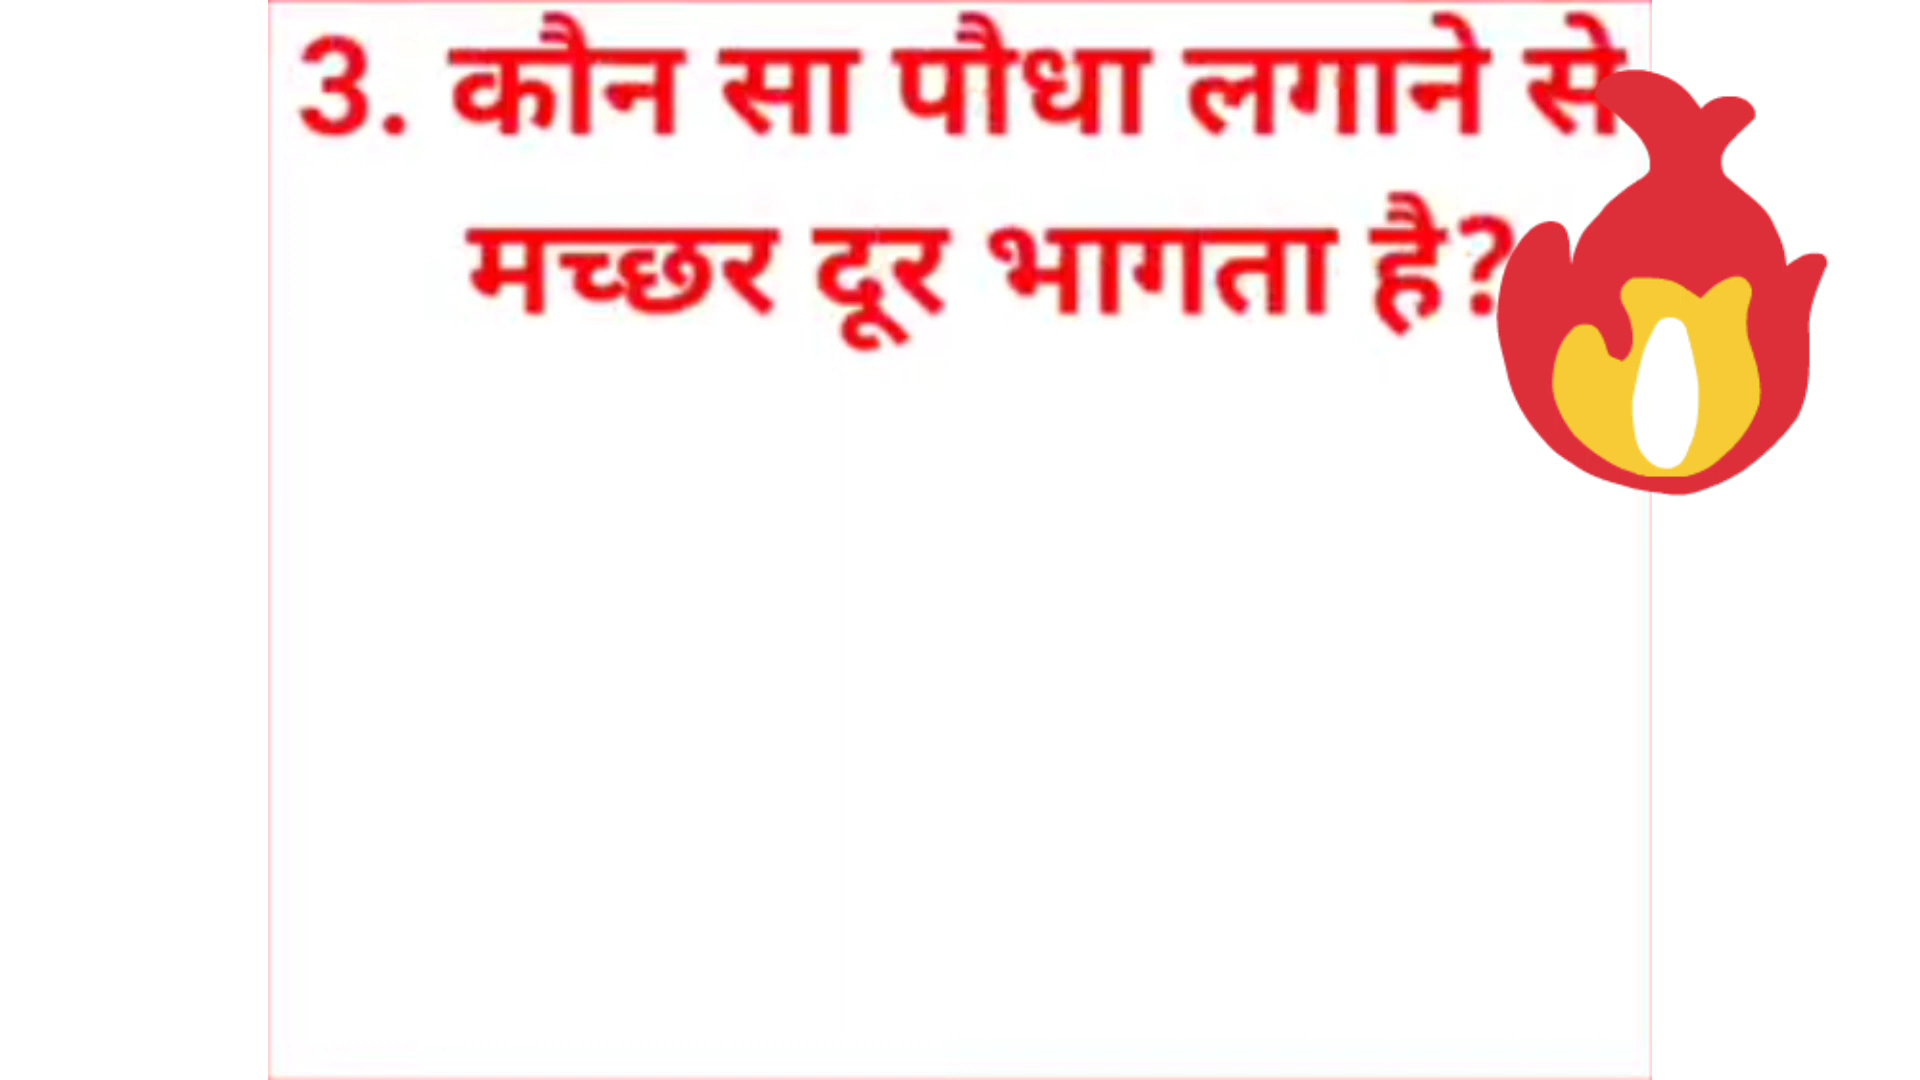 3. कौन सा पौधा लगाने से
मच्छर दूर भागता है?